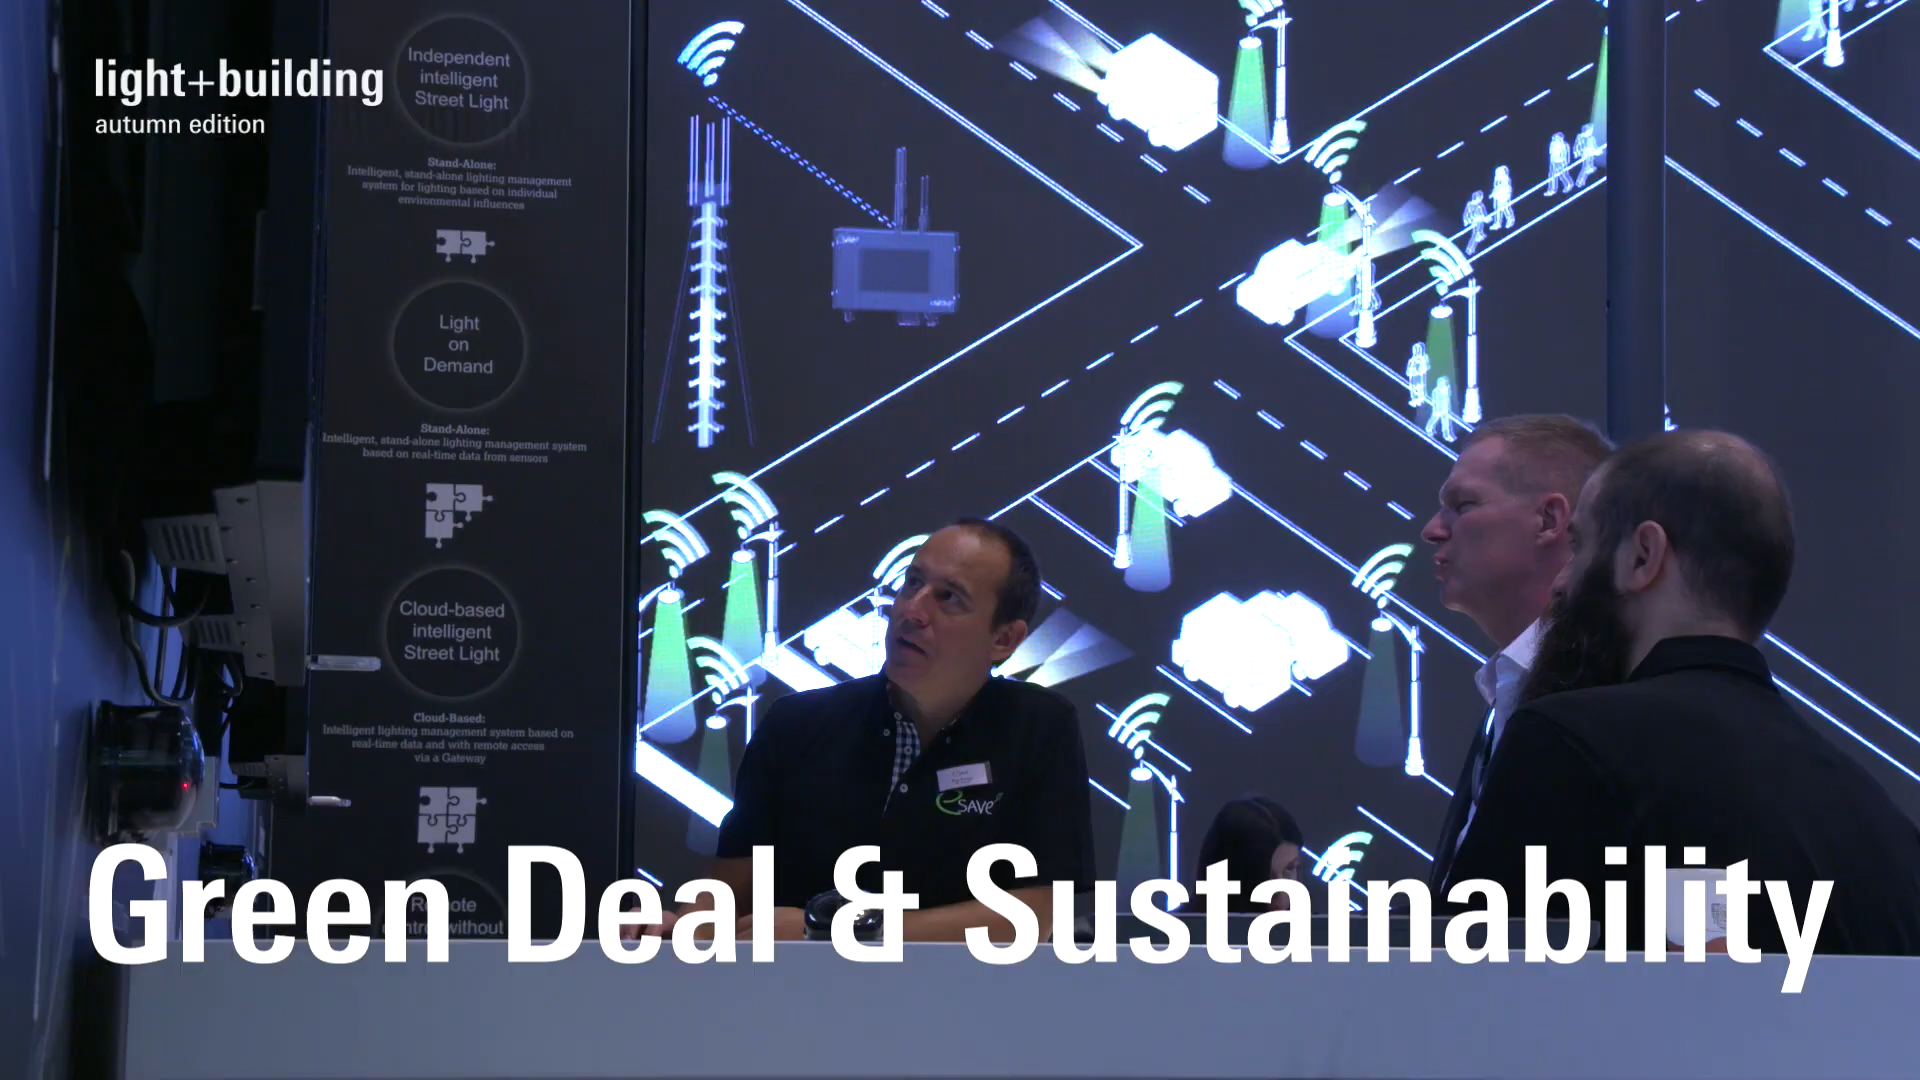 light+building
autumn edition
Independent
intelligent
Street Light
Stand-Alone:
Intelligent, stand-alone lighting management
system for lighting based on individual
environmental influences
Light
on
Demand
Stand-Alone:
Intelligent, stand-alone lighting management system
based on real-time data from sensors
Cloud-based
intelligent
Street Light
Cloud-Based:
Intelligent lighting management system based on
real-time data and with remote access
via a Gateway
eSAVE
without
Green Deal & Sustainability